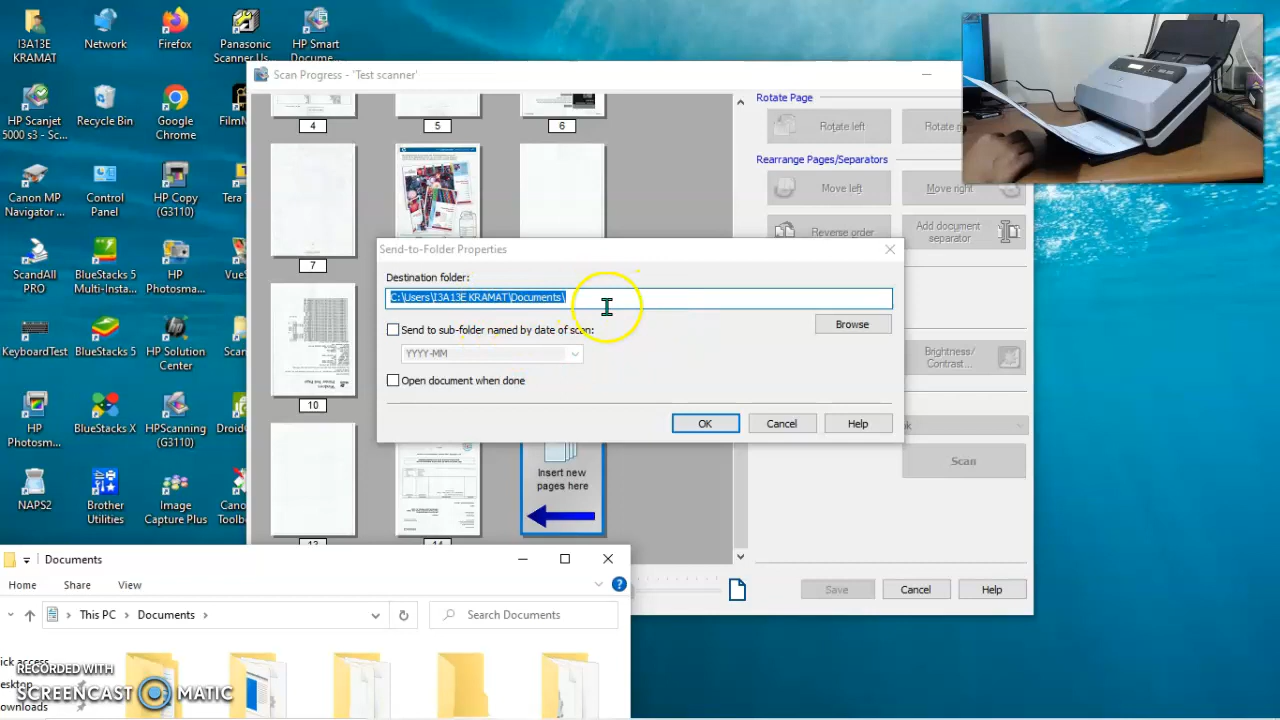 I3A13E
KRAMAT
Network
Firefox
Panasonic
Scanner Us...
HP Smart
Docume...
HP Scanjet
5000 s3 - Sc...
Recycle Bin
Google
Chrome
FilmM
Canon MP
Navigator ...
Control
Panel
HP Copy
(G3110)
Tera
ScandAll
PRO
BlueStacks 5
Multi-Insta...
HP
Photosm...
VueS
KeyboardTest
BlueStacks 5
HP Solution
Center
Scan
HP
Photosm...
BlueStacks X
HPScanning
(G3110)
DroidC
NAPS2
Brother
Utilities
Image
Capture Plus
Cano
Toolb
Scan Progress - 'Test scanner'
4
5
6
7
10
13
14
Insert new
pages here
Rotate Page
Rotate left
Rotate ri
Rearrange Pages/Separators
Move left
Move right
Reverse order
Add document
separator
Brightness/
Contrast...
Scan
Save
Cancel
Help
Send-to-Folder Properties
Destination folder:
C:\Users\I3A13E KRAMAT\Documents\
Send to sub-folder named by date of scan:
Browse
YYYY-MM
Open document when done
OK
Cancel
Help
Documents
Home
Share
View
This PC
Documents
Search Documents
ick access
esktop
ownloads
RECORDED WITH
SCREENCAST MATIC